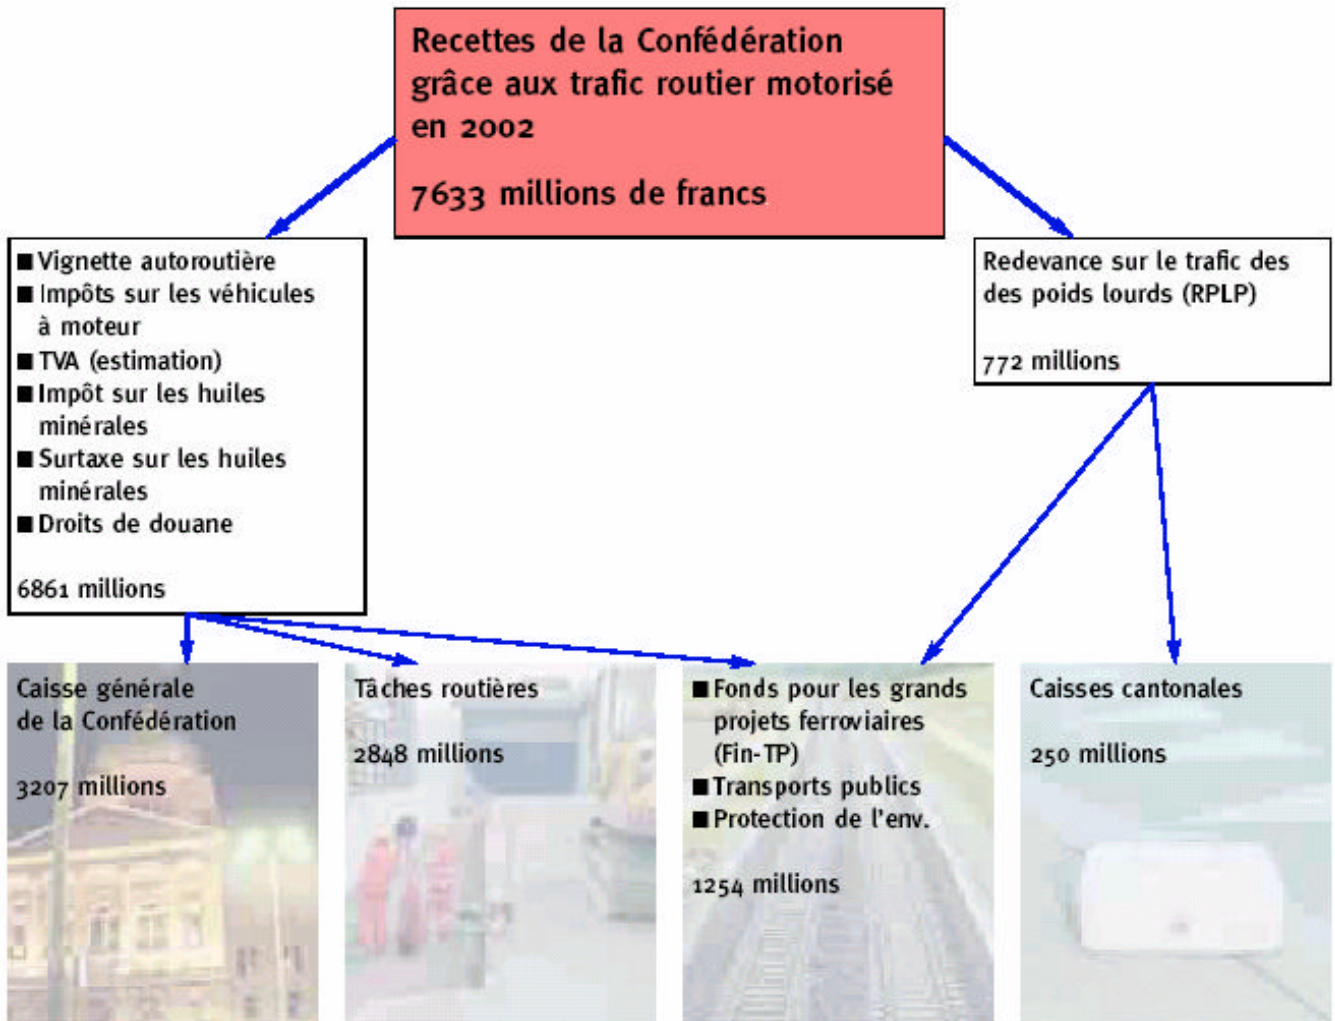 Recettes de la Confédération
grâce aux trafic routier motorisé
en 2002
7633 millions de francs
■ Vignette autoroutière
■ Impôts sur les véhicules
à moteur
■ TVA (estimation)
■ Impôt sur les huiles
minérales
■ Surtaxe sur les huiles
minérales
■ Droits de douane
6861 millions
Redevance sur le trafic des
des poids lourds (RPLP)
772 millions
Caisse générale
de la Confédération
3207 millions
Tâches routières
2848 millions
■ Fonds pour les grands
projets ferroviaires
(Fin-TP)
■ Transports publics
■ Protection de l'env.
1254 millions
Caisses cantonales
250 millions